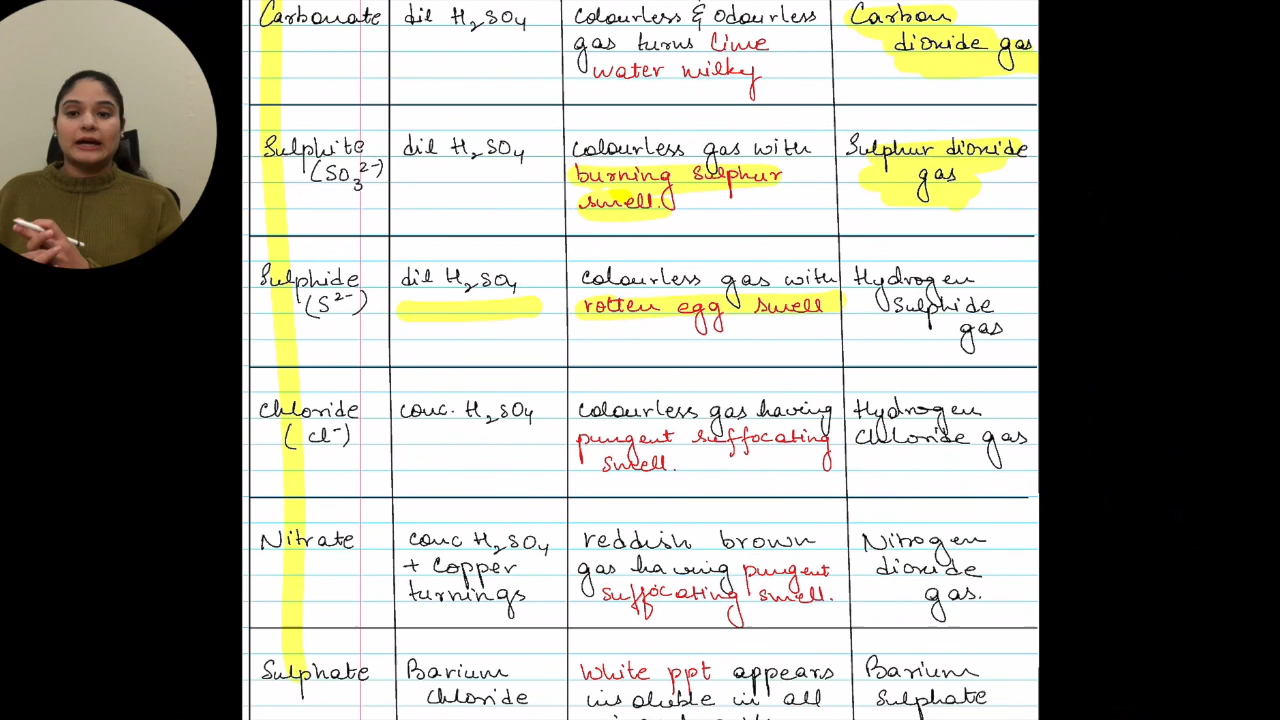 Carbonate dil H2SO4 colourless & odourless Carbon
gas turns lime dioxide gas
water milky
Sulphite dil H2SO4 colourless gas with Sulphur dioxide
(SO3 2-) burning sulphur gas
smell.
Sulphide dil H2SO4 colourless gas with Hydrogen
(S2-) rotten egg smell Sulphide
gas
Chloride conc. H2SO4 colourless gas having Hydrogen
(Cl-) pungent suffocating Chloride gas
smell.
Nitrate conc H2SO4 reddish brown Nitrogen
+ copper gas having pungent dioxide
turnings suffocating smell. gas.
Sulphate Barium White ppt appears Barium
chloride insoluble in all Sulphate